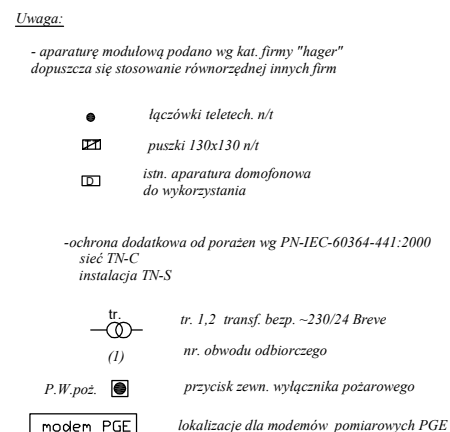 Uwaga:
- aparaturę modułową podano wg kat. firmy "hager"
dopuszcza się stosowanie równorzędnej innych firm
łączówki teletech. n/t
puszki 130x130 n/t
D istn. aparatura domofonowa
do wykorzystania
-ochrona dodatkowa od porażen wg PN-IEC-60364-441:2000
sieć TN-C
instalacja TN-S
tr. tr. 1,2 transf. bezp. ~230/24 Breve
(1) nr. obwodu odbiorczego
P.W.poż. przycisk zewn. wyłącznika pożarowego
modem PGE lokalizacje dla modemów pomiarowych PGE